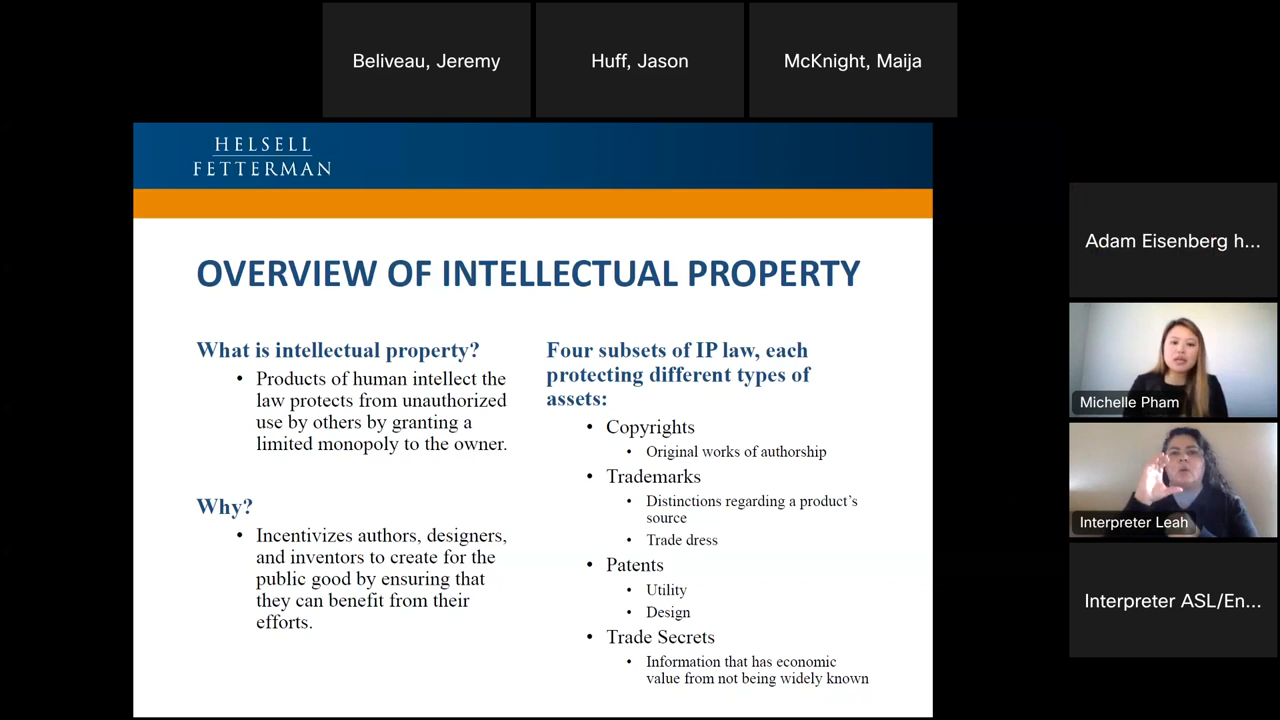 Beliveau, Jeremy
Huff, Jason
McKnight, Maija
HELSELL
FETTERMAN
OVERVIEW OF INTELLECTUAL PROPERTY
What is intellectual property?
• Products of human intellect the
law protects from unauthorized
use by others by granting a
limited monopoly to the owner.
Why?
• Incentivizes authors, designers,
and inventors to create for the
public good by ensuring that
they can benefit from their
efforts.
Four subsets of IP law, each
protecting different types of
assets:
• Copyrights
• Original works of authorship
• Trademarks
• Distinctions regarding a product's
source
• Trade dress
• Patents
• Utility
• Design
• Trade Secrets
• Information that has economic
value from not being widely known
Adam Eisenberg h...
Michelle Pham
Interpreter Leah
Interpreter ASL/En...